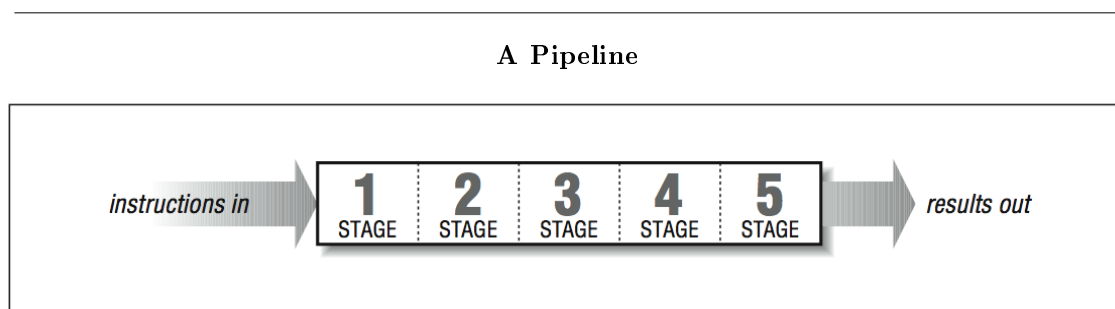 A Pipeline
instructions in 1 2 3 4 5 results out
STAGE STAGE STAGE STAGE STAGE